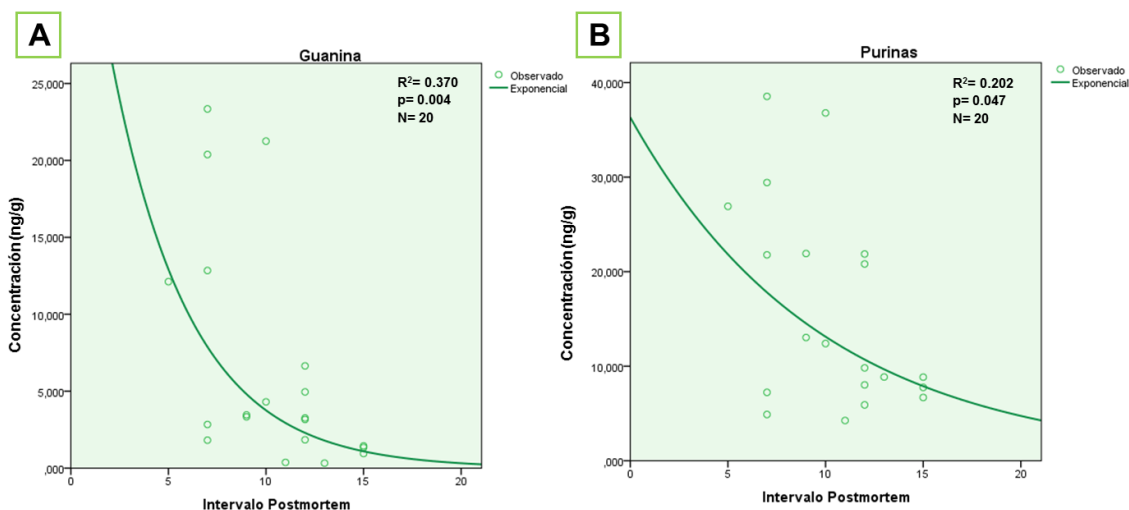 A
Guanina
R²= 0.370
p= 0.004
N= 20
Observado
Exponencial
25,000
20,000
15,000
10,000
5,000
,000
0
5
10
15
20
Concentración (ng/g)
Intervalo Postmortem
B
Purinas
R²= 0.202
p= 0.047
N= 20
Observado
Exponencial
40,000
30,000
20,000
10,000
,000
0
5
10
15
20
Concentración (ng/g)
Intervalo Postmortem